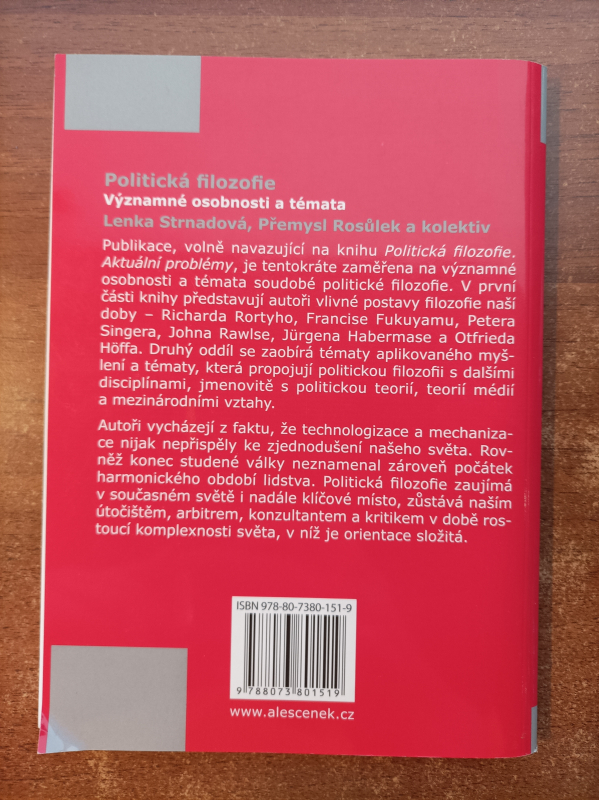 Politická filozofie
Významné osobnosti a témata
Lenka Strnadová, Přemysl Rosůlek a kolektiv
Publikace, volně navazující na knihu Politická filozofie.
Aktuální problémy, je tentokráte zaměřena na významné
osobnosti a témata soudobé politické filozofie. V první
části knihy představují autoři vlivné postavy filozofie naší
doby – Richarda Rortyho, Francise Fukuyamu, Petera
Singera, Johna Rawlse, Jürgena Habermase a Otfrieda
Höffa. Druhý oddíl se zaobírá tématy aplikovaného myš-
lení a tématy, která propojují politickou filozofii s dalšími
disciplínami, jmenovitě s politickou teorií, teorií médií
a mezinárodními vztahy.
Autoři vycházejí z faktu, že technologizace a mechaniza-
ce nijak nepřispěly ke zjednodušení našeho světa. Rov-
něž konec studené války neznamenal zároveň počátek
harmonického období lidstva. Politická filozofie zaujímá
v současném světě i nadále klíčové místo, zůstává naším
útočištěm, arbitrem, konzultantem a kritikem v době ros-
toucí komplexnosti světa, v níž je orientace složitá.
ISBN 978-80-7380-151-9
9 788073 801519
www.alescenek.cz